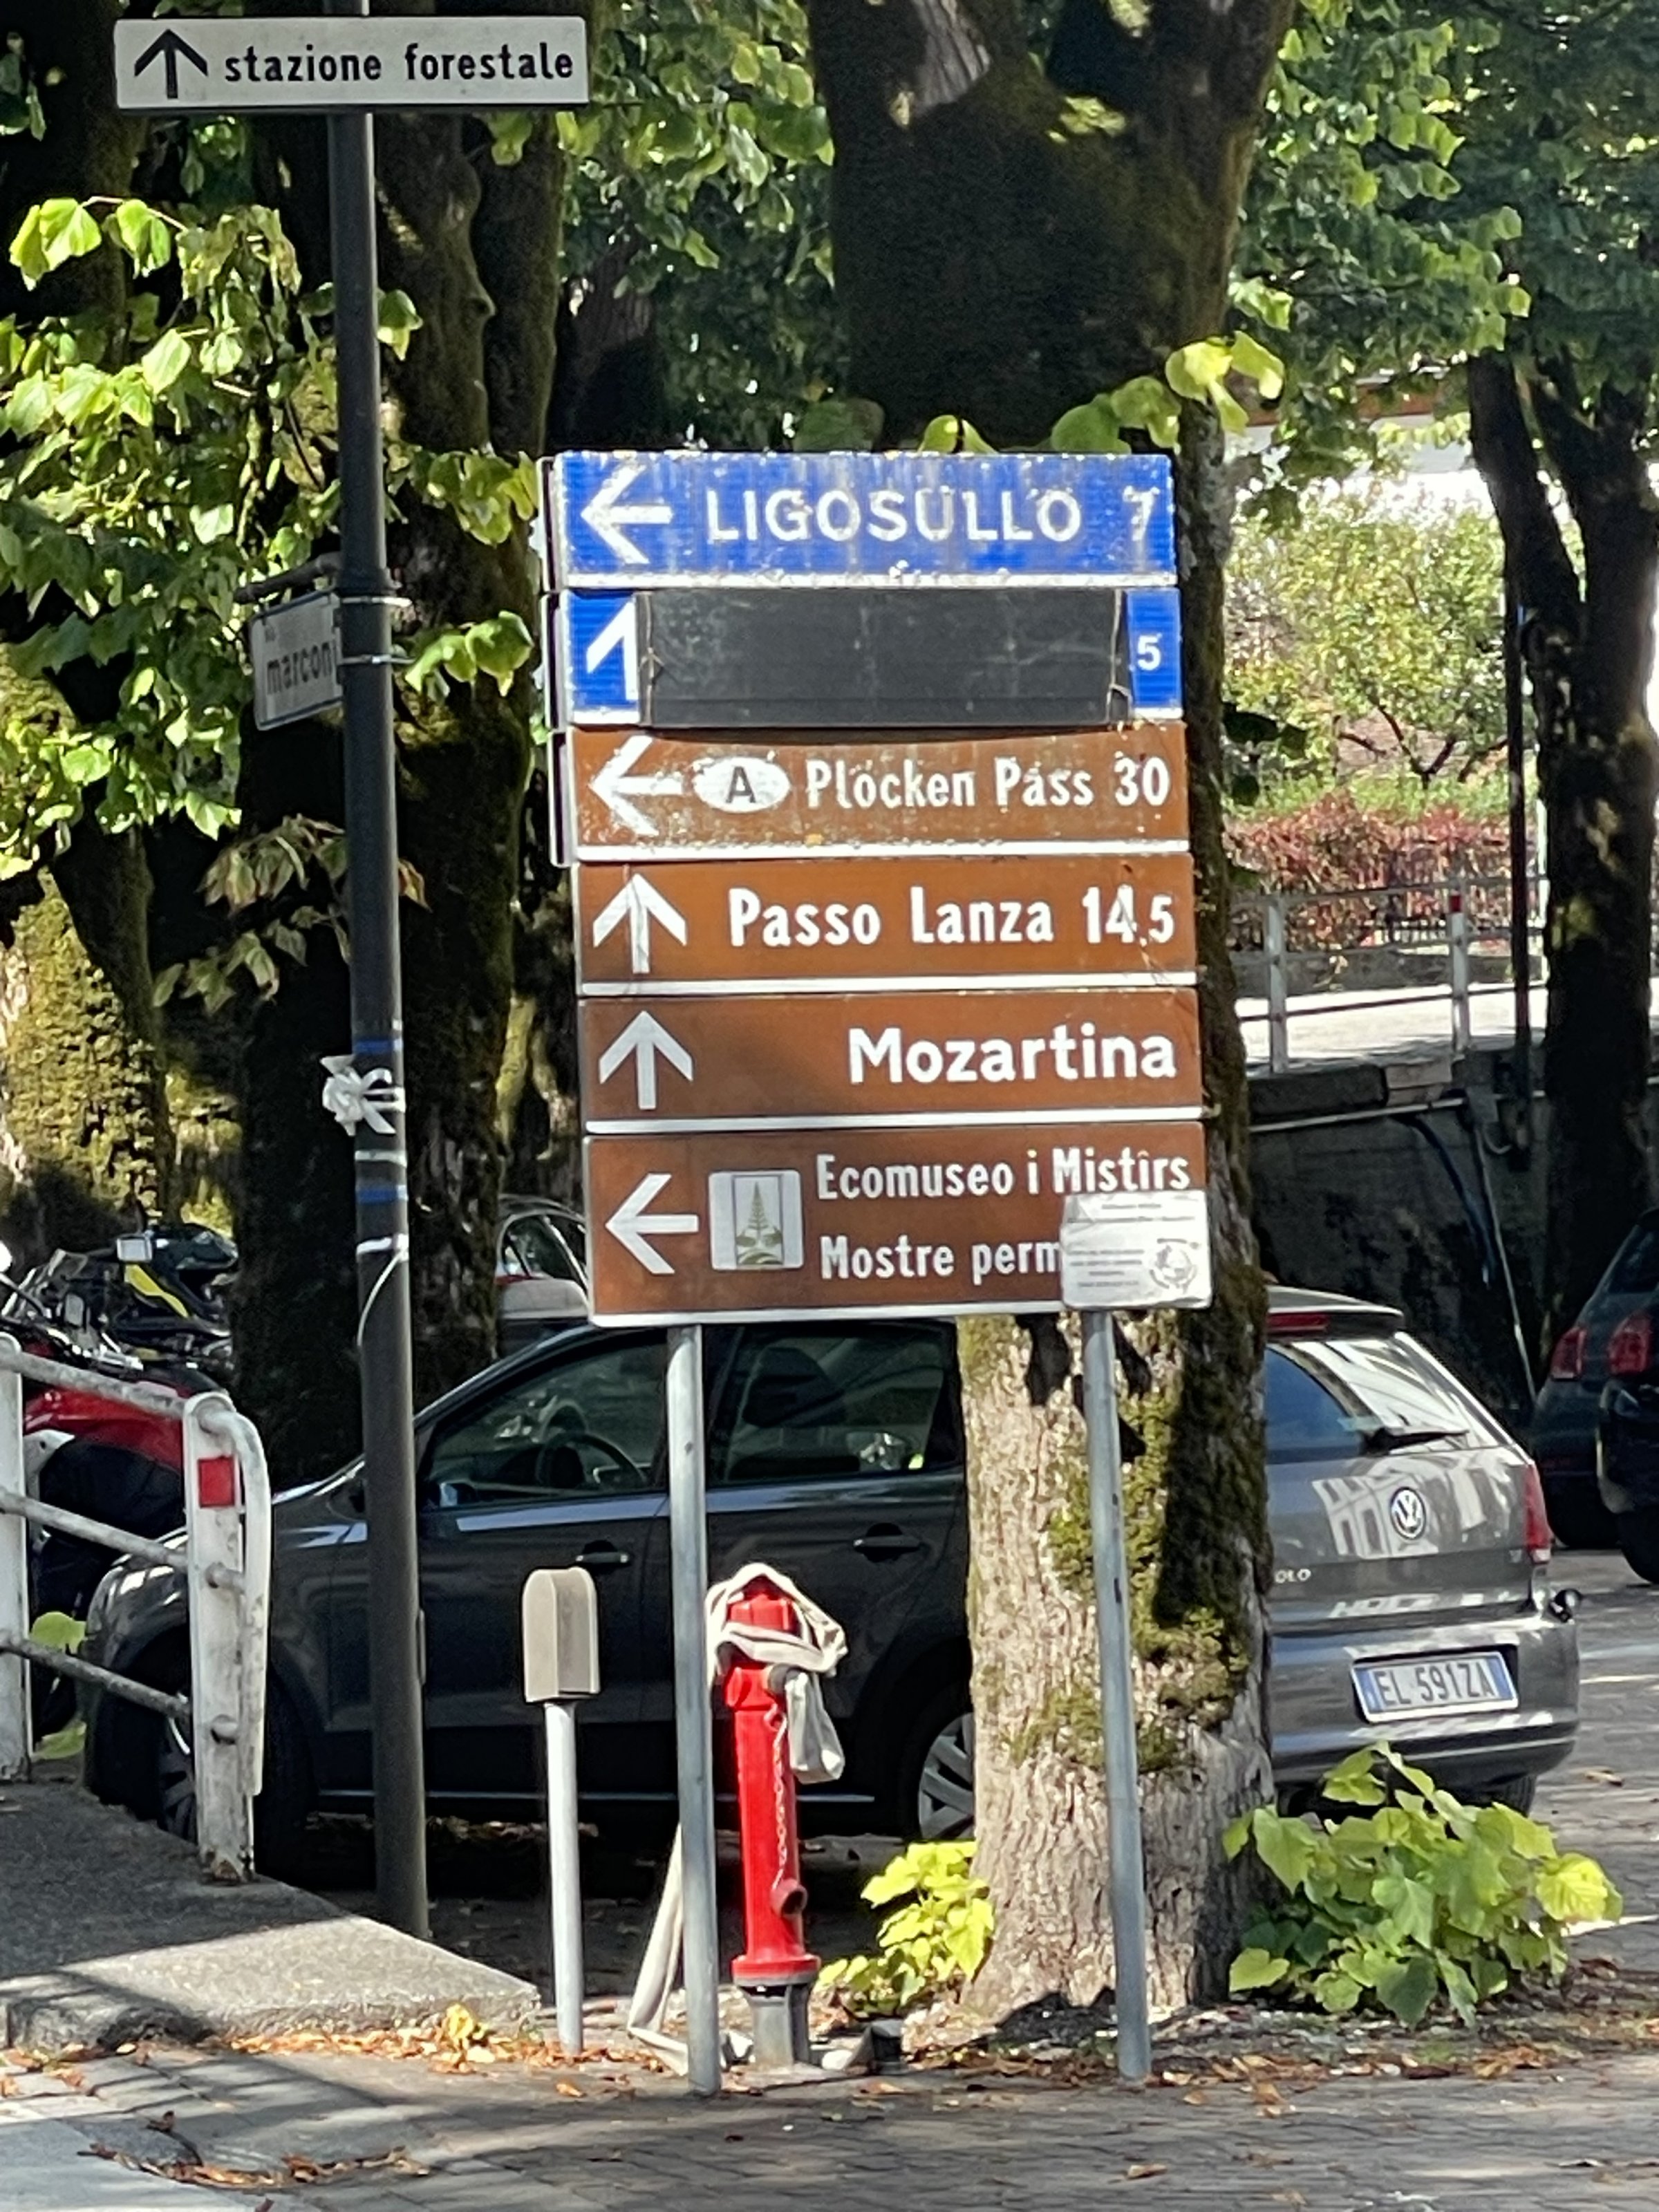 stazione forestale
marconi
LIGOSULLO 7
5
A Plöcken Pass 30
Passo Lanza 14,5
Mozartina
Ecomuseo i Mistîrs
Mostre perm
OLO
EL 591ZA